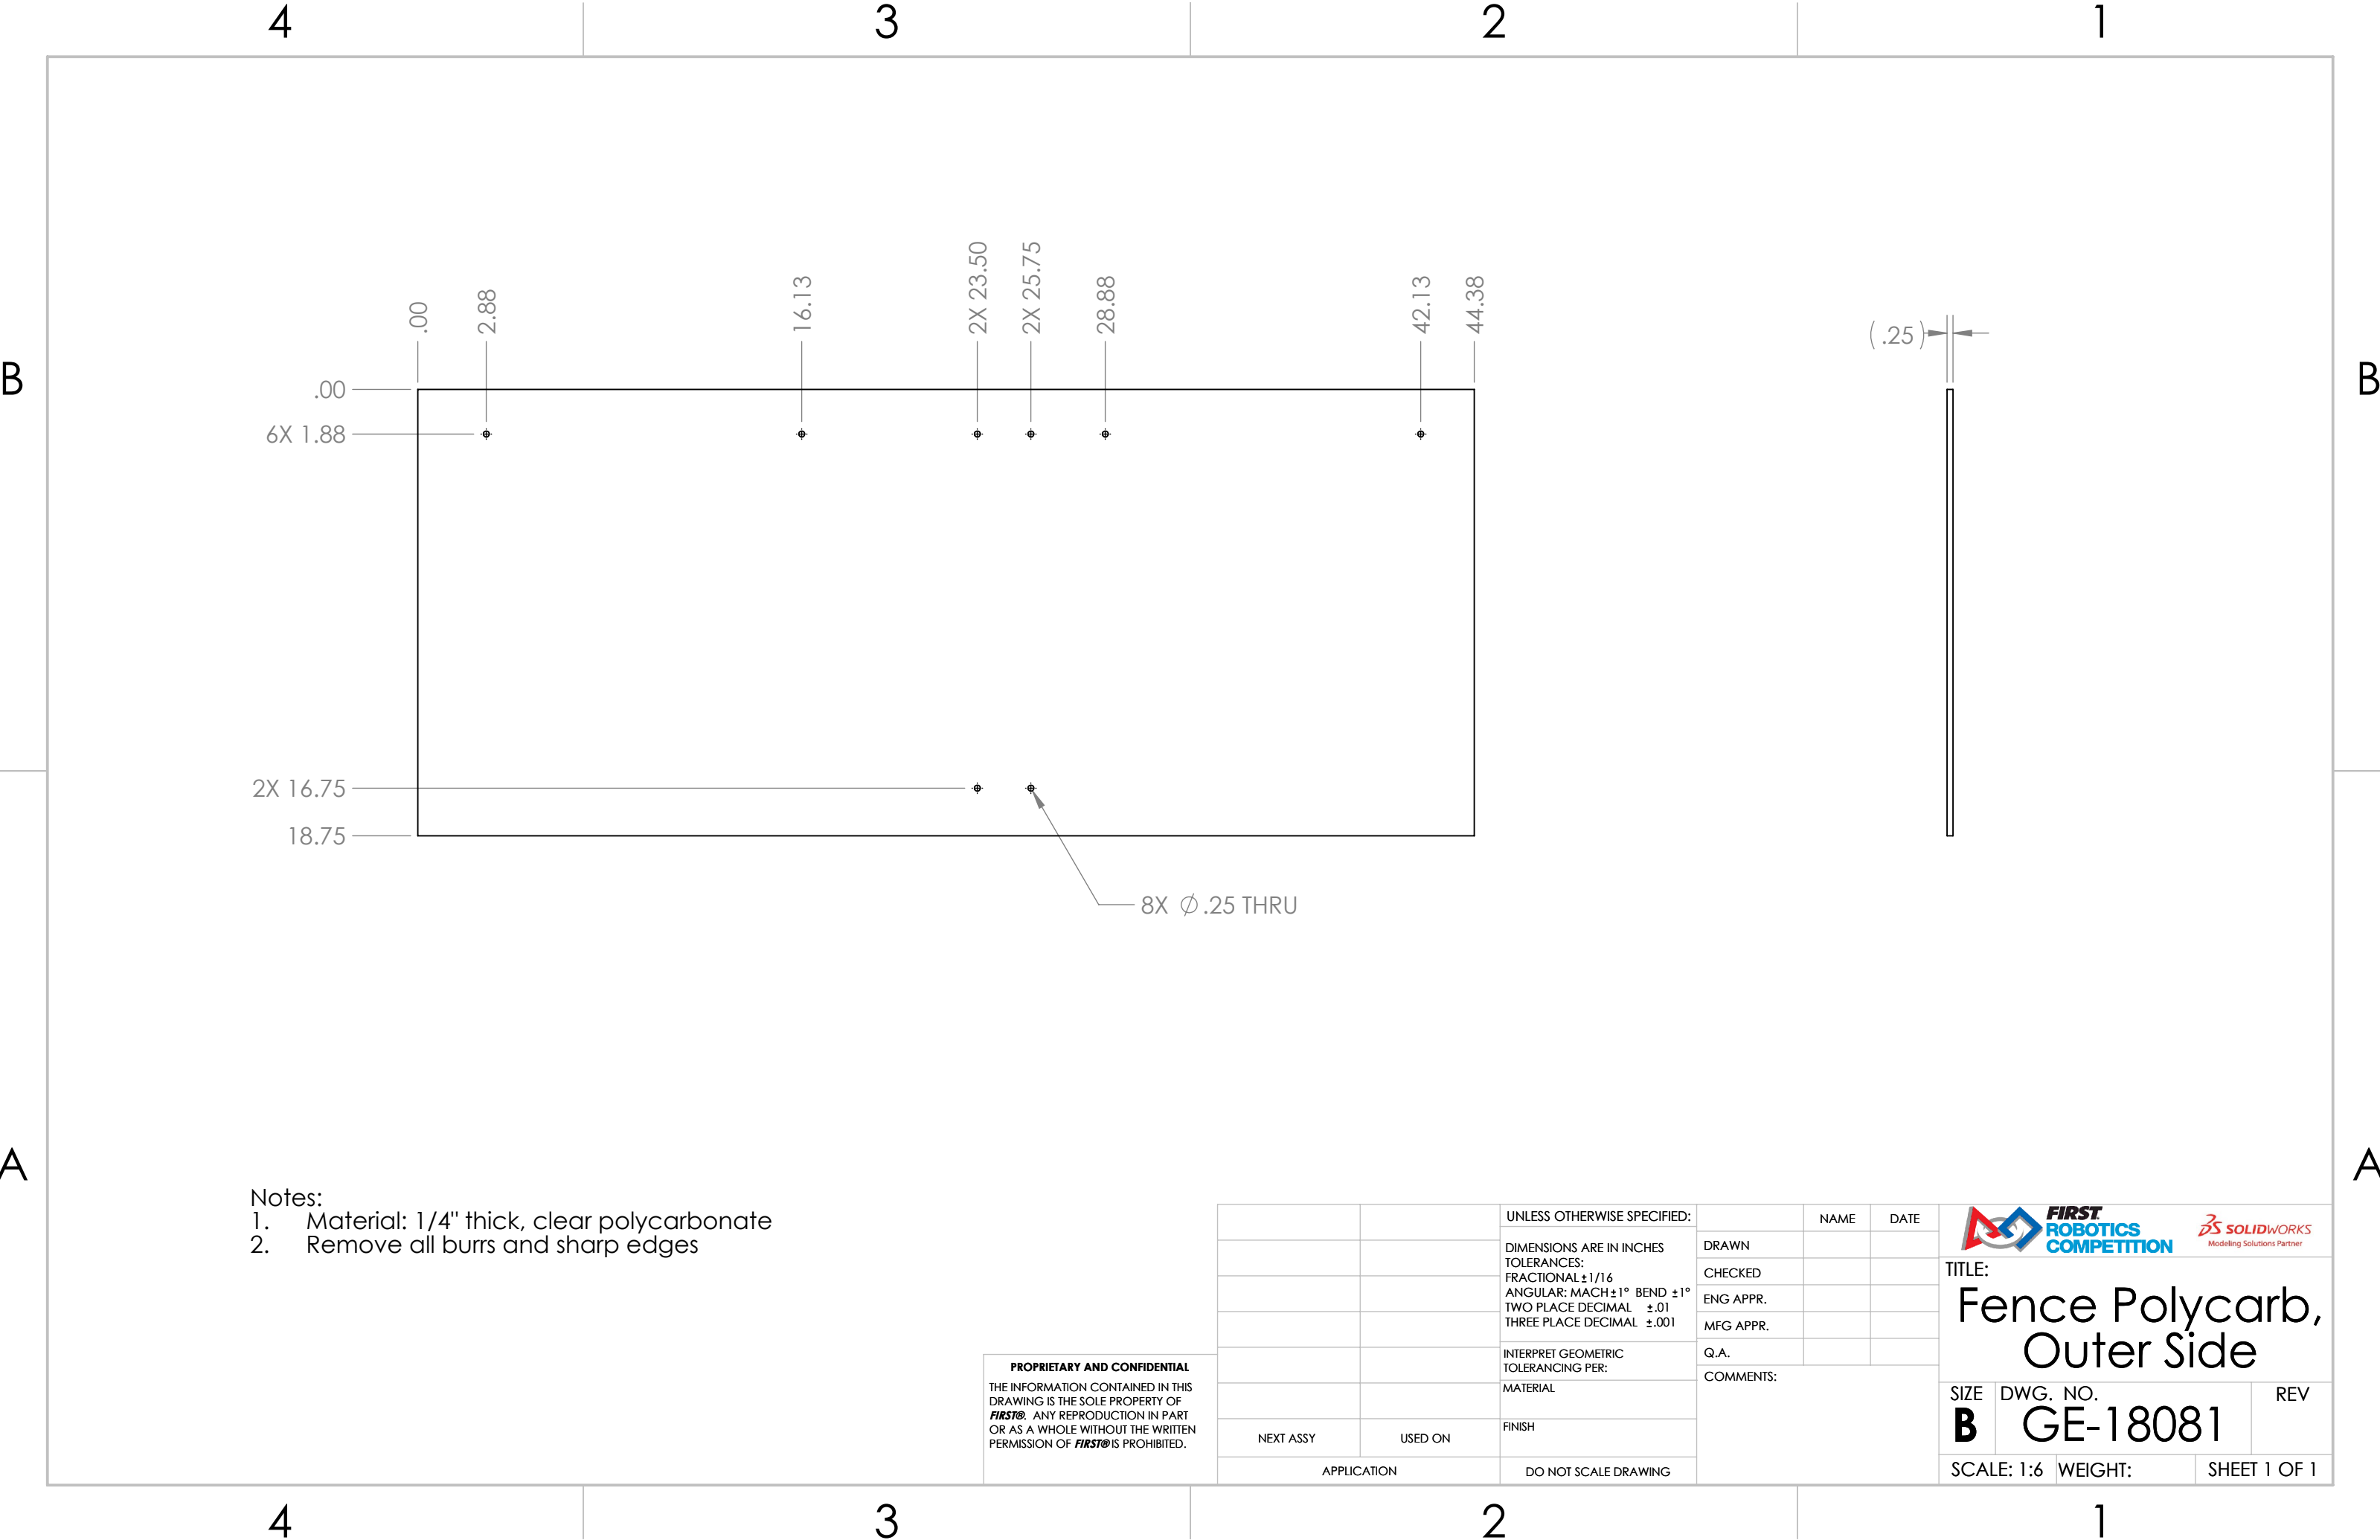 4 3 2 1
B B
A A
.00 2.88 16.13 2X 23.50 2X 25.75 28.88 42.13 44.38
( .25 )
.00
6X 1.88
2X 16.75
18.75
8X ∅ .25 THRU
Notes:
1. Material: 1/4" thick, clear polycarbonate
2. Remove all burrs and sharp edges
PROPRIETARY AND CONFIDENTIAL
THE INFORMATION CONTAINED IN THIS
DRAWING IS THE SOLE PROPERTY OF
FIRST®. ANY REPRODUCTION IN PART
OR AS A WHOLE WITHOUT THE WRITTEN
PERMISSION OF FIRST® IS PROHIBITED.
NEXT ASSY USED ON
APPLICATION
UNLESS OTHERWISE SPECIFIED:
DIMENSIONS ARE IN INCHES
TOLERANCES:
FRACTIONAL ±1/16
ANGULAR: MACH ±1° BEND ±1°
TWO PLACE DECIMAL ±.01
THREE PLACE DECIMAL ±.001
INTERPRET GEOMETRIC
TOLERANCING PER:
MATERIAL
FINISH
DO NOT SCALE DRAWING
NAME DATE
DRAWN
CHECKED
ENG APPR.
MFG APPR.
Q.A.
COMMENTS:
FIRST.
ROBOTICS
COMPETITION
SOLIDWORKS
Modeling Solutions Partner
TITLE:
Fence Polycarb,
Outer Side
SIZE DWG. NO. REV
B GE-18081
SCALE: 1:6 WEIGHT: SHEET 1 OF 1
4 3 2 1